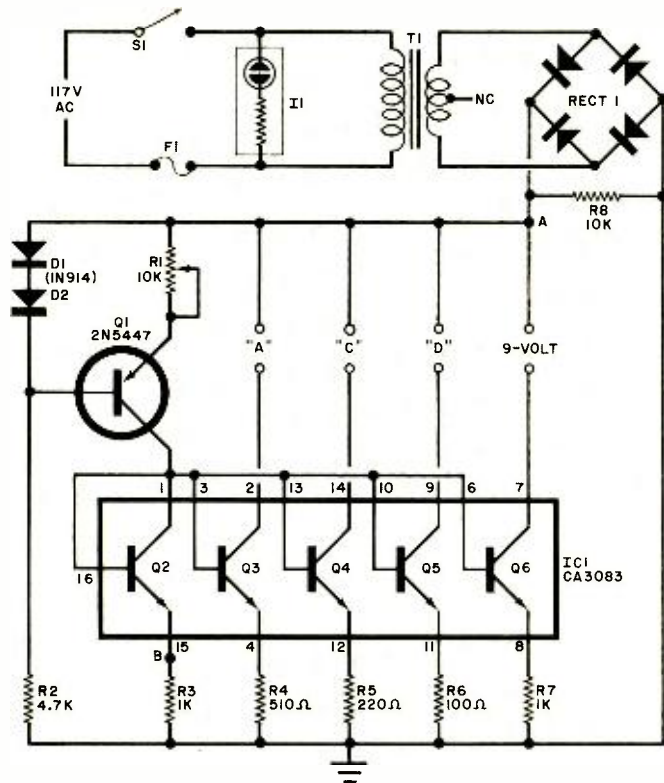 S1
117V
AC
F1
I1
T1
NC
RECT 1
R8
10K
A
D1
(IN914)
D2
R1
10K
Q1
2N5447
"A"
"C"
"D"
9-VOLT
1
3
2
13
14
10
9
6
7
16
Q2
Q3
Q4
Q5
Q6
IC1
CA3083
B
15
4
12
11
8
R2
4.7K
R3
1K
R4
510Ω
R5
220Ω
R6
100Ω
R7
1K